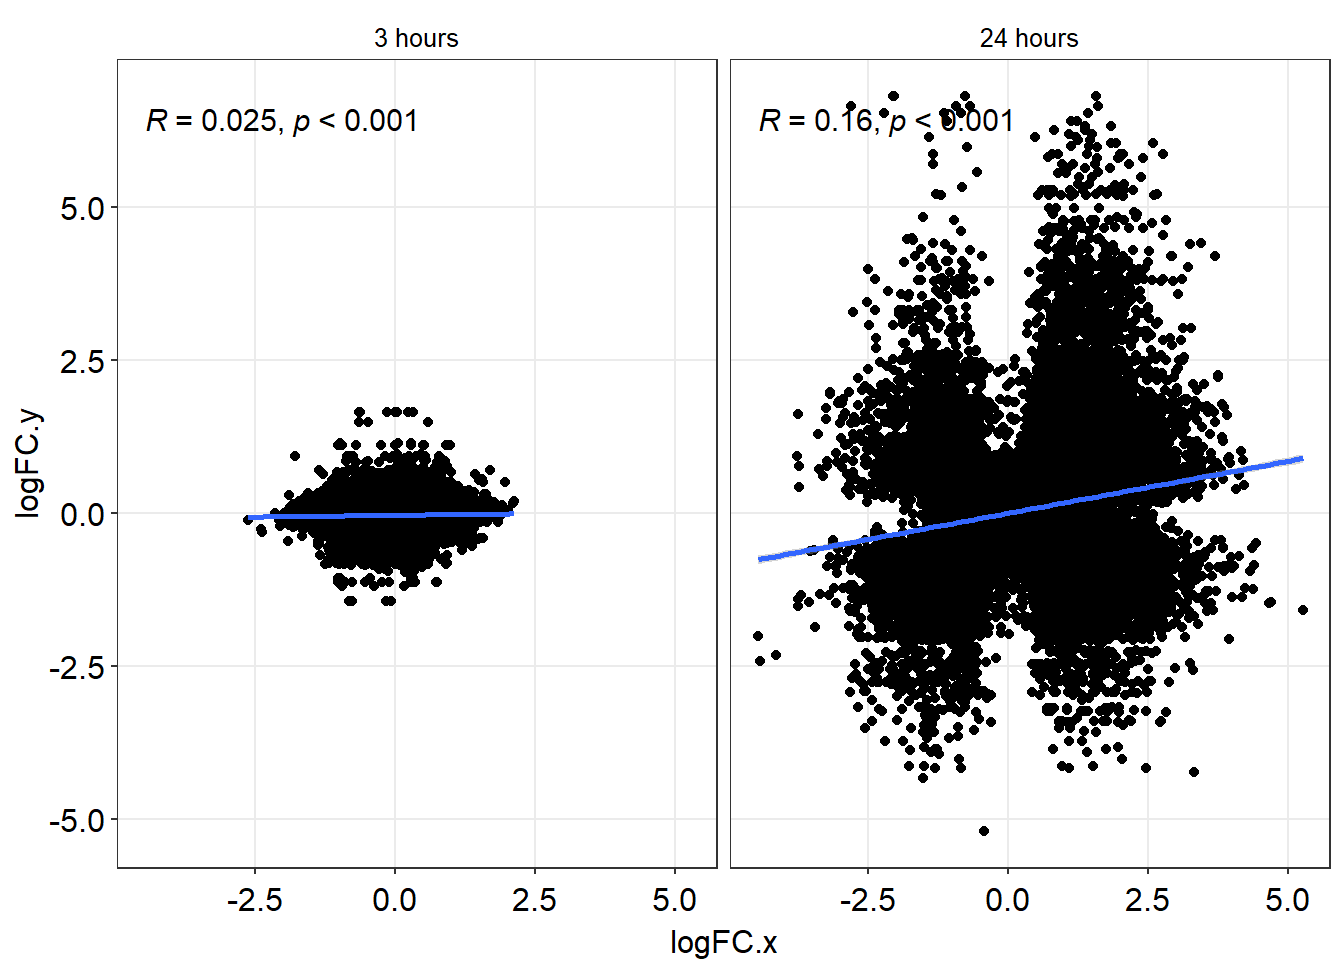 3 hours
24 hours
R = 0.025, p < 0.001
R = 0.16, p < 0.001
5.0
2.5
0.0
-2.5
-5.0
logFC.y
-2.5 0.0 2.5 5.0
-2.5 0.0 2.5 5.0
logFC.x